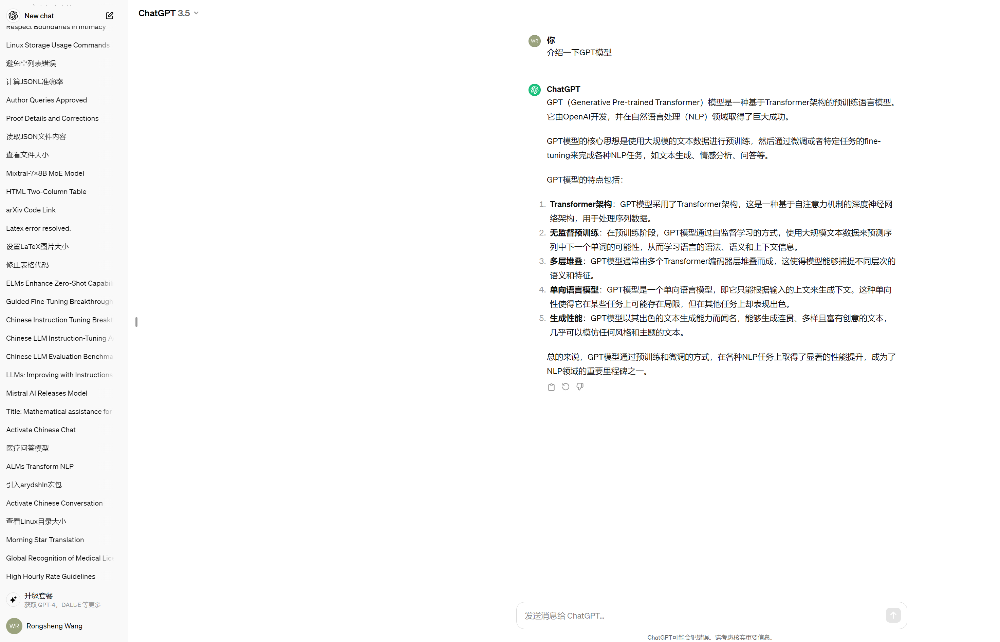 New chat
Respect Boundaries in Intimacy
Linux Storage Usage Commands
避免空列表错误
计算JSONL准确率
Author Queries Approved
Proof Details and Corrections
读取JSON文件内容
查看文件大小
Mixtral-7×8B MoE Model
HTML Two-Column Table
arXiv Code Link
Latex error resolved.
设置LaTeX图片大小
修正表格代码
ELMs Enhance Zero-Shot Capabili
Guided Fine-Tuning Breakthrough
Chinese Instruction Tuning Breakt
Chinese LLM Instruction-Tuning A
Chinese LLM Evaluation Benchma
LLMs: Improving with Instructions
Mistral AI Releases Model
Title: Mathematical assistance for
Activate Chinese Chat
医疗问答模型
ALMs Transform NLP
引入arydshln宏包
Activate Chinese Conversation
查看Linux目录大小
Morning Star Translation
Global Recognition of Medical Lice
High Hourly Rate Guidelines
升级套餐
获取 GPT-4，DALL·E 等更多
WR Rongsheng Wang
ChatGPT 3.5
WR 你
介绍一下GPT模型
ChatGPT
GPT（Generative Pre-trained Transformer）模型是一种基于Transformer架构的预训练语言模型。
它由OpenAI开发，并在自然语言处理（NLP）领域取得了巨大成功。
GPT模型的核心思想是使用大规模的文本数据进行预训练，然后通过微调或者特定任务的fine-
tuning来完成各种NLP任务，如文本生成、情感分析、问答等。
GPT模型的特点包括：
1. Transformer架构：GPT模型采用了Transformer架构，这是一种基于自注意力机制的深度神经网
络架构，用于处理序列数据。
2. 无监督预训练：在预训练阶段，GPT模型通过自监督学习的方式，使用大规模文本数据来预测序
列中下一个单词的可能性，从而学习语言的语法、语义和上下文信息。
3. 多层堆叠：GPT模型通常由多个Transformer编码器层堆叠而成，这使得模型能够捕捉不同层次的
语义和特征。
4. 单向语言模型：GPT模型是一个单向语言模型，即它只能根据输入的上文来生成下文。这种单向
性使得它在某些任务上可能存在局限，但在其他任务上却表现出色。
5. 生成性能：GPT模型以其出色的文本生成能力而闻名，能够生成连贯、多样且富有创意的文本，
几乎可以模仿任何风格和主题的文本。
总的来说，GPT模型通过预训练和微调的方式，在各种NLP任务上取得了显著的性能提升，成为了
NLP领域的重要里程碑之一。
发送消息给 ChatGPT...
ChatGPT可能会犯错误。请考虑核实重要信息。